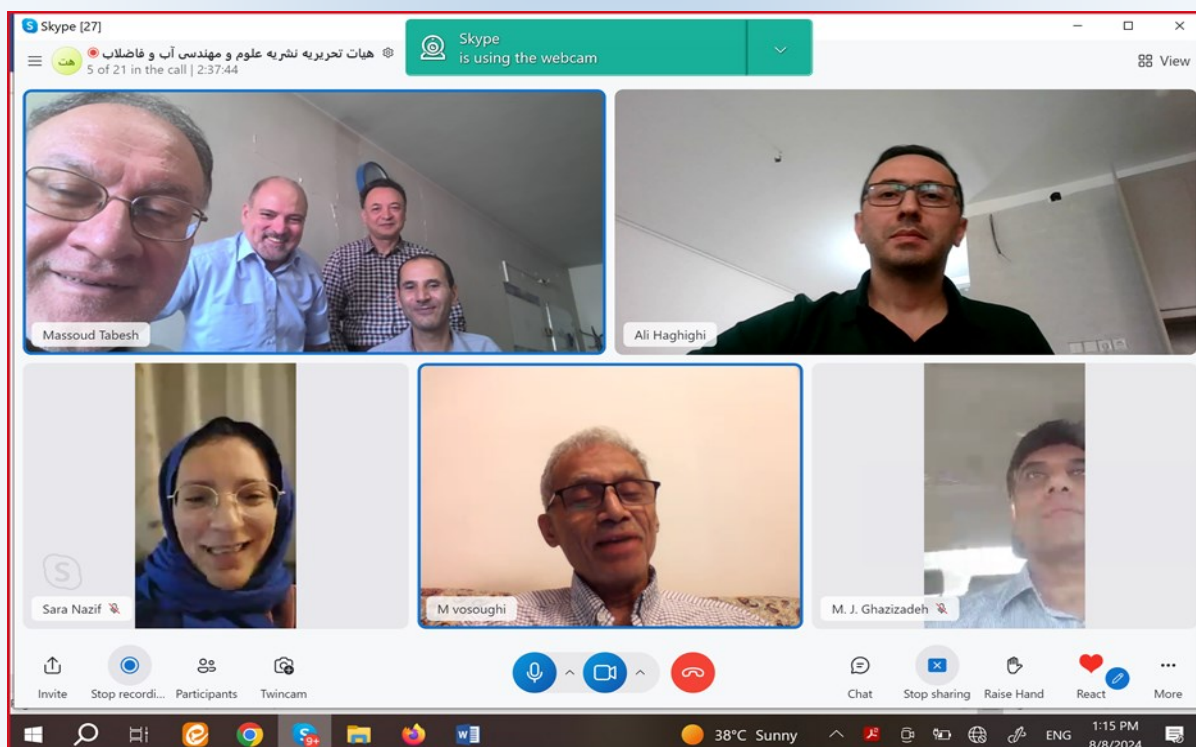 Skype [27]
هیات تحریریه نشریه علوم و مهندسی آب و فاضلاب
هت
5 of 21 in the call | 2:37:44
Skype
is using the webcam
View
Massoud Tabesh
Ali Haghighi
S
Sara Nazif
M vosoughi
M. J. Ghazizadeh
Invite
Stop recordi...
Participants
Twincam
Chat
Stop sharing
Raise Hand
React
More
9+
38°C Sunny
ENG
1:15 PM
8/8/2024